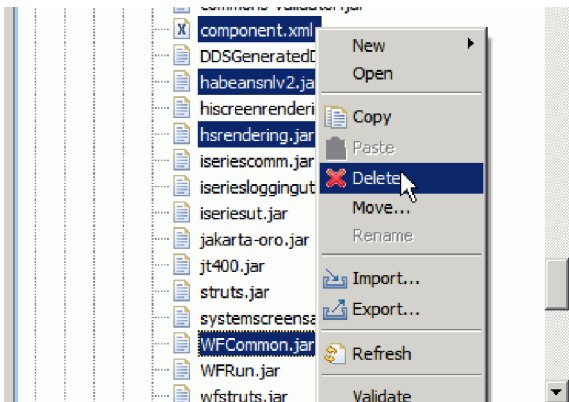 component.xml
DDSGenerated
habeansnlv2.ja
hiscreenrenderi
hsrendering.jar
iseriescomm.jar
iseriesloggingut
iseriesut.jar
jakarta-oro.jar
jt400.jar
struts.jar
systemscreensa
WFCommon.jar
WFRun.jar
wfstruts.jar
New
Open
Copy
Paste
Delete
Move...
Rename
Import...
Export...
Refresh
Validate